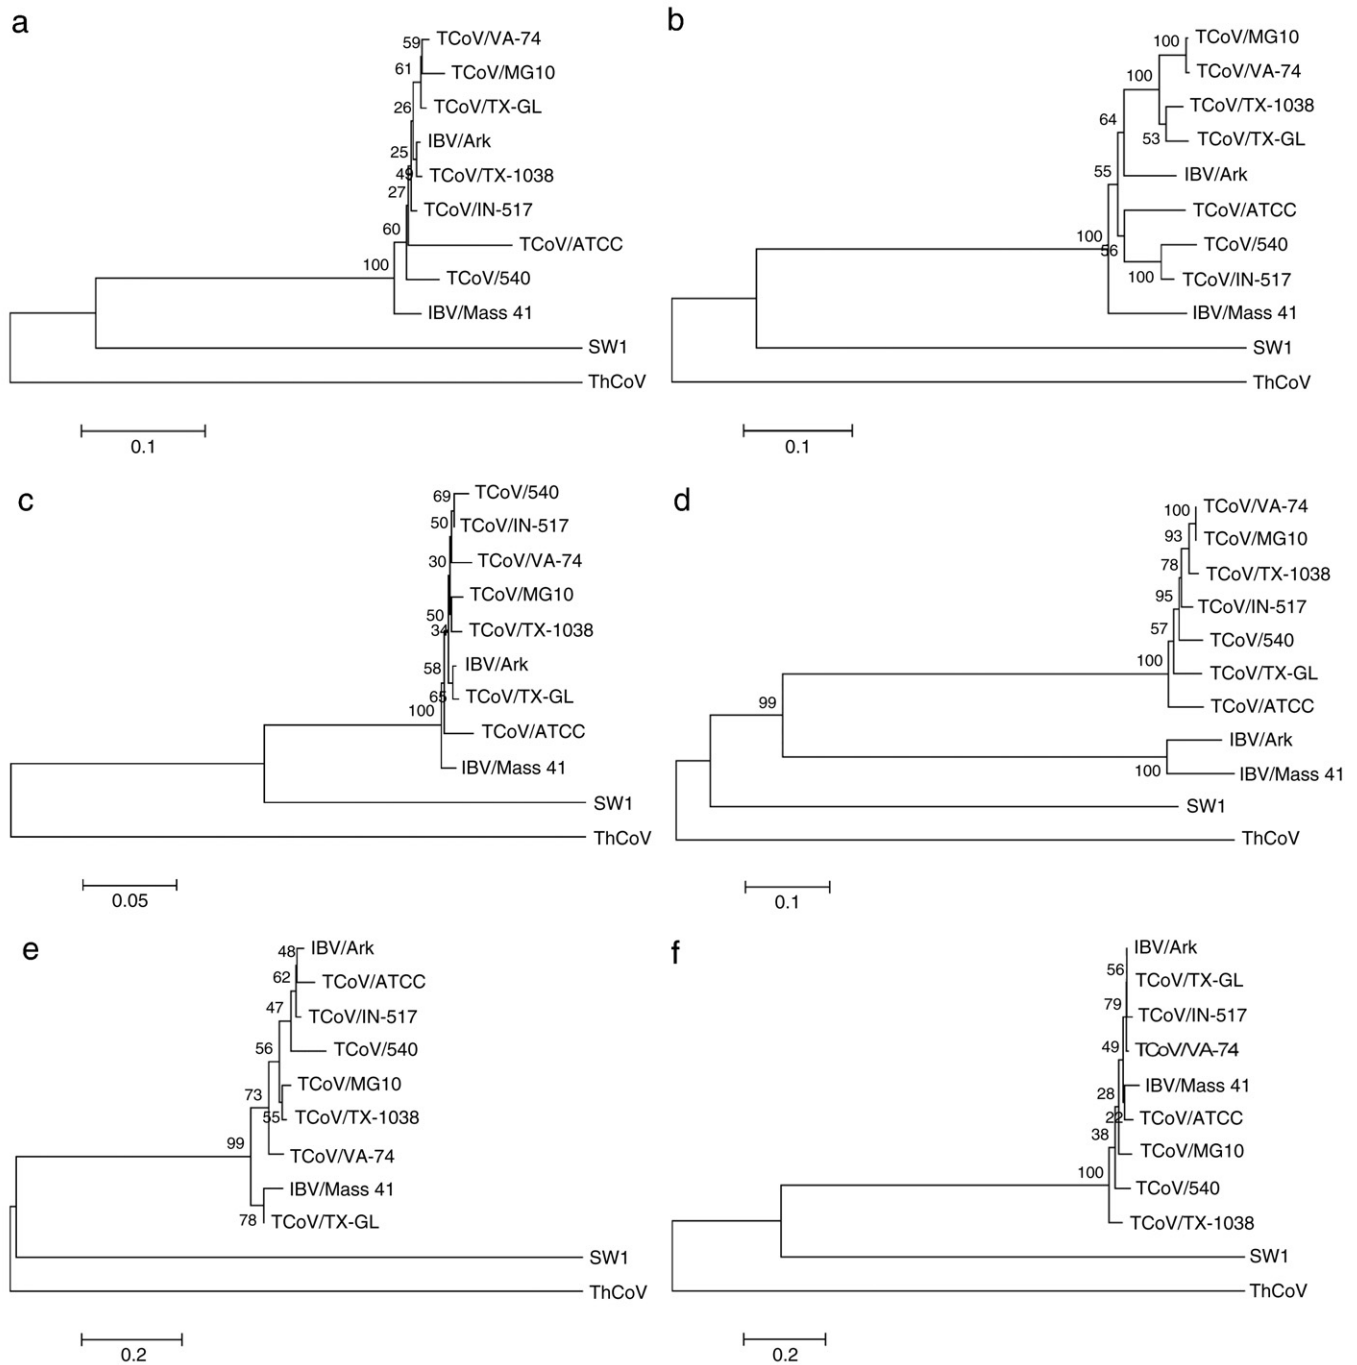 a
59
TCoV/VA-74
61
TCoV/MG10
26
TCoV/TX-GL
IBV/Ark
25
49
TCoV/TX-1038
27
TCoV/IN-517
60
TCoV/ATCC
100
TCoV/540
IBV/Mass 41
SW1
ThCoV
0.1
b
100
TCoV/MG10
100
TCoV/VA-74
TCoV/TX-1038
64
53
TCoV/TX-GL
55
IBV/Ark
TCoV/ATCC
100
56
TCoV/540
100
TCoV/IN-517
IBV/Mass 41
SW1
ThCoV
0.1
c
69
TCoV/540
50
TCoV/IN-517
30
TCoV/VA-74
TCoV/MG10
50
34
TCoV/TX-1038
58
IBV/Ark
65
TCoV/TX-GL
100
TCoV/ATCC
IBV/Mass 41
SW1
ThCoV
0.05
d
100
TCoV/VA-74
93
TCoV/MG10
78
TCoV/TX-1038
95
TCoV/IN-517
57
TCoV/540
100
TCoV/TX-GL
99
TCoV/ATCC
IBV/Ark
100
IBV/Mass 41
SW1
ThCoV
0.1
e
48
IBV/Ark
62
TCoV/ATCC
47
TCoV/IN-517
56
TCoV/540
73
TCoV/MG10
55
TCoV/TX-1038
99
TCoV/VA-74
IBV/Mass 41
78
TCoV/TX-GL
SW1
ThCoV
0.2
f
IBV/Ark
56
TCoV/TX-GL
79
TCoV/IN-517
49
TCoV/VA-74
28
IBV/Mass 41
22
TCoV/ATCC
38
TCoV/MG10
100
TCoV/540
TCoV/TX-1038
SW1
ThCoV
0.2